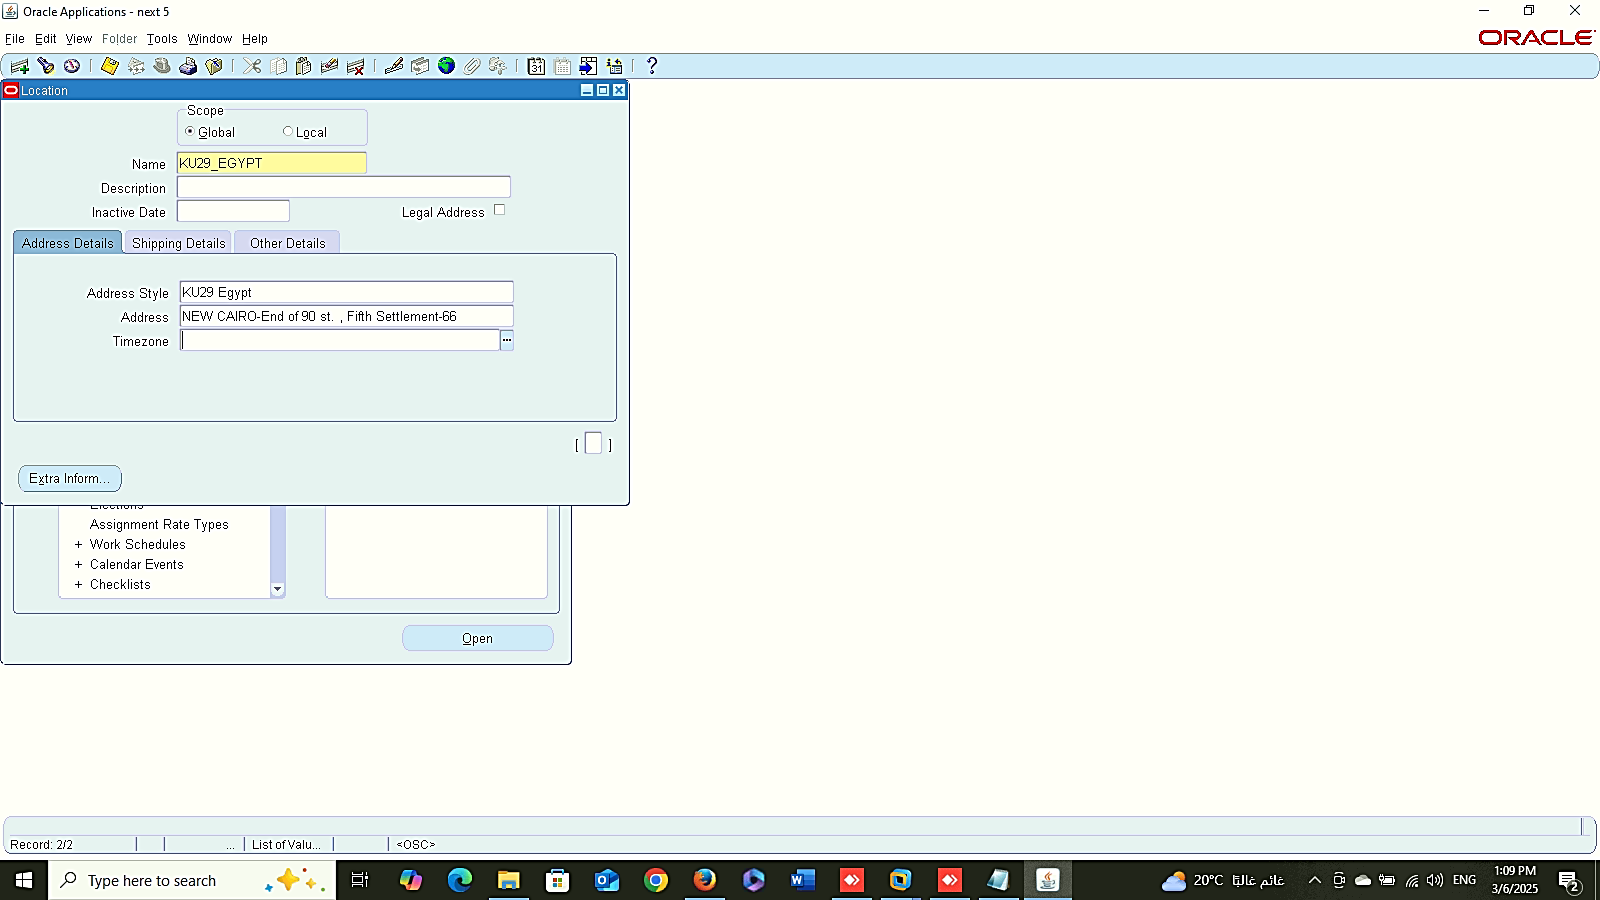 Oracle Applications - next 5
File Edit View Folder Tools Window Help
ORACLE
Location
Scope
Global Local
Name KU29_EGYPT
Description
Inactive Date Legal Address
Address Details Shipping Details Other Details
Address Style KU29 Egypt
Address NEW CAIRO-End of 90 st. , Fifth Settlement-66
Timezone ...
[ ]
Extra Inform...
Elections
Assignment Rate Types
+ Work Schedules
+ Calendar Events
+ Checklists
Open
Record: 2/2 ... List of Valu... <OSC>
Type here to search
20°C غائم غالبًا ENG 1:09 PM
3/6/2025
2